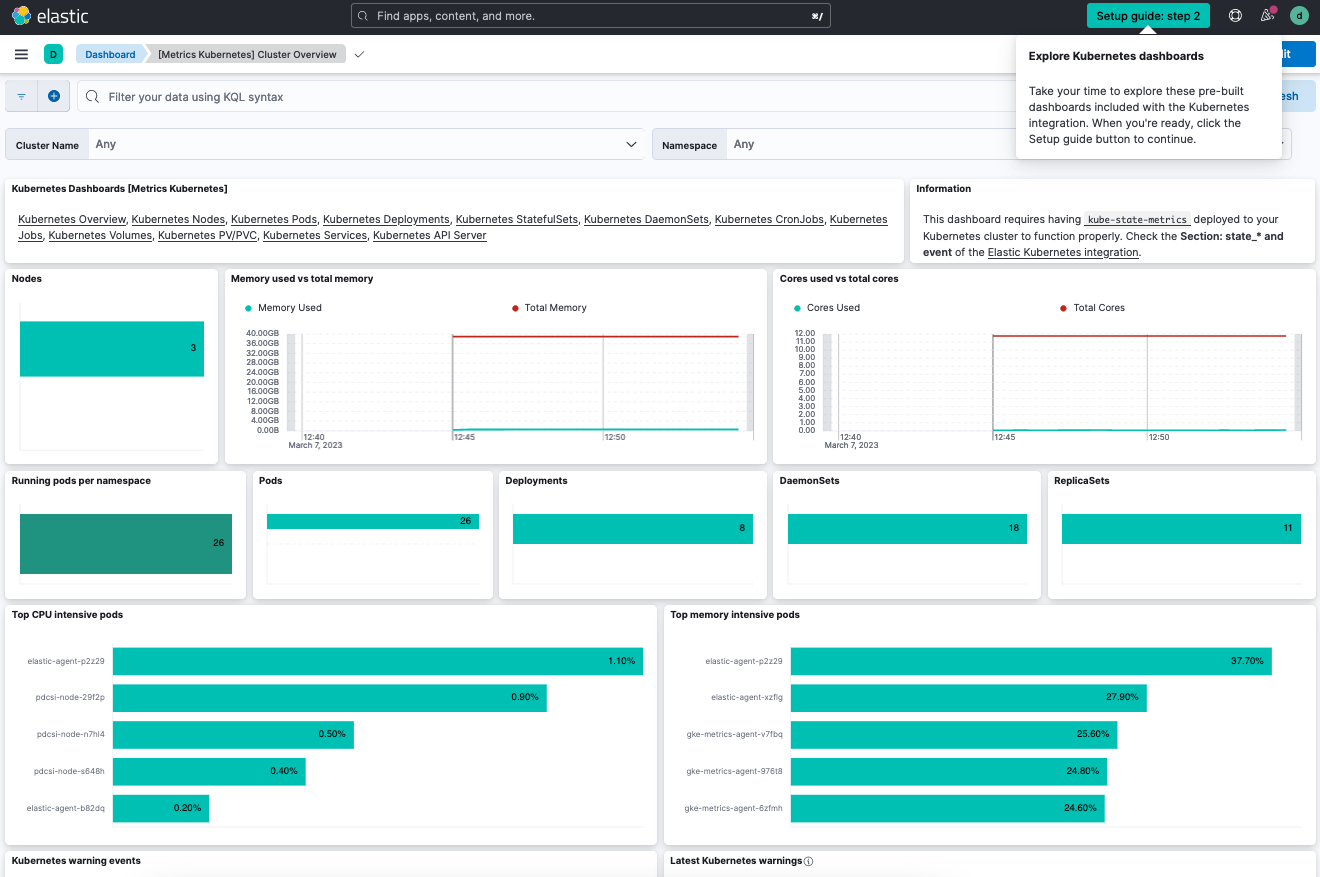 elastic
Find apps, content, and more.
⌘/
Setup guide: step 2
d
D
Dashboard
[Metrics Kubernetes] Cluster Overview
Explore Kubernetes dashboards
Take your time to explore these pre-built
dashboards included with the Kubernetes
integration. When you're ready, click the
Setup guide button to continue.
Filter your data using KQL syntax
Cluster Name
Any
Namespace
Any
Kubernetes Dashboards [Metrics Kubernetes]
Kubernetes Overview, Kubernetes Nodes, Kubernetes Pods, Kubernetes Deployments, Kubernetes StatefulSets, Kubernetes DaemonSets, Kubernetes CronJobs, Kubernetes
Jobs, Kubernetes Volumes, Kubernetes PV/PVC, Kubernetes Services, Kubernetes API Server
Information
This dashboard requires having kube-state-metrics deployed to your
Kubernetes cluster to function properly. Check the Section: state_* and
event of the Elastic Kubernetes integration.
Nodes
3
Memory used vs total memory
Memory Used
Total Memory
40.00GB
36.00GB
32.00GB
28.00GB
24.00GB
20.00GB
16.00GB
12.00GB
8.00GB
4.00GB
0.00B
12:40
12:45
12:50
March 7, 2023
Cores used vs total cores
Cores Used
Total Cores
12.00
11.00
10.00
9.00
8.00
7.00
6.00
5.00
4.00
3.00
2.00
1.00
0.00
12:40
12:45
12:50
March 7, 2023
Running pods per namespace
26
Pods
26
Deployments
8
DaemonSets
18
ReplicaSets
11
Top CPU intensive pods
elastic-agent-p2z29
1.10%
pdcsi-node-29f2p
0.90%
pdcsi-node-n7hl4
0.50%
pdcsi-node-s648h
0.40%
elastic-agent-b82dq
0.20%
Top memory intensive pods
elastic-agent-p2z29
37.70%
elastic-agent-xzflg
27.90%
gke-metrics-agent-v7fbq
25.60%
gke-metrics-agent-976t8
24.80%
gke-metrics-agent-6zfmh
24.60%
Kubernetes warning events
Latest Kubernetes warnings